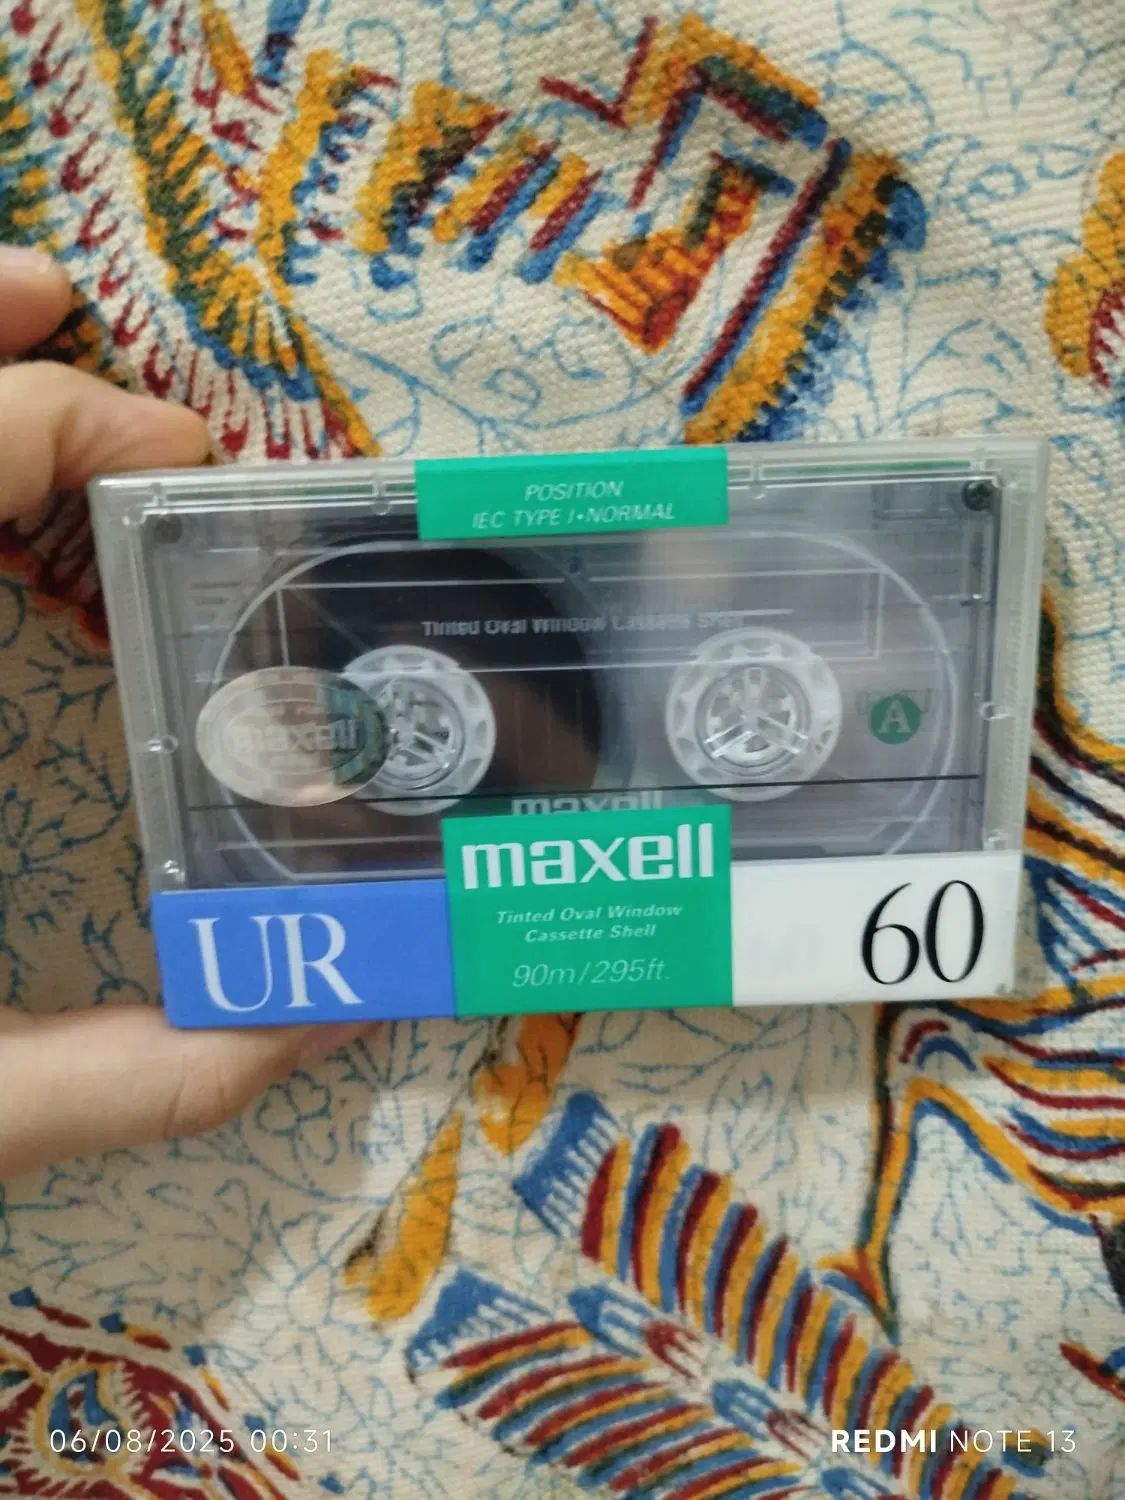 POSITION
IEC TYPE I•NORMAL
Tinted Oval Window Cassette Shell
A
maxell
maxell
maxell
Tinted Oval Window
Cassette Shell
90m/295ft.
UR
60
06/08/2025 00:31
REDMI NOTE 13